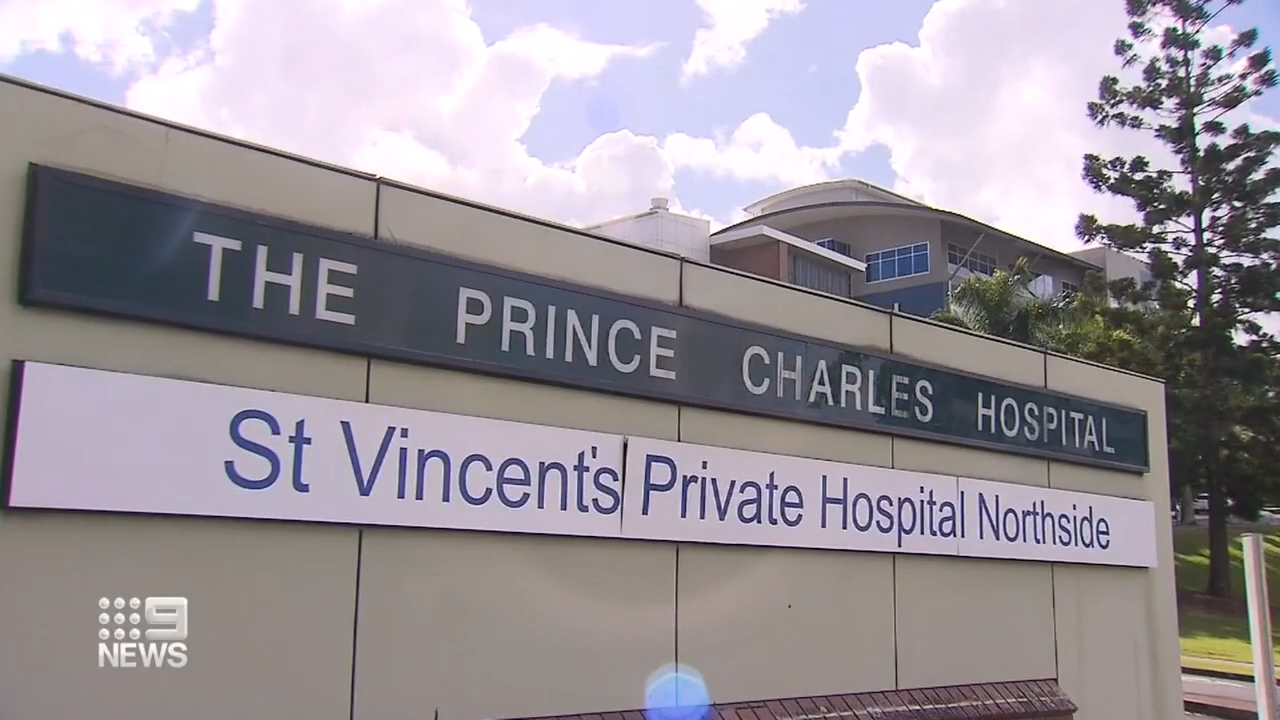 THE PRINCE CHARLES HOSPITAL
St Vincent's Private Hospital Northside
9
NEWS